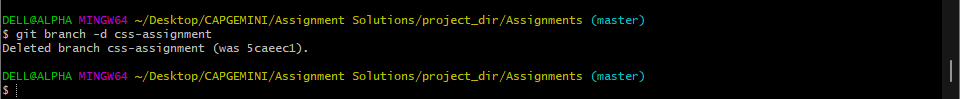 DELL@ALPHA MINGW64 ~/Desktop/CAPGEMINI/Assignment Solutions/project_dir/Assignments (master)
$ git branch -d css-assignment
Deleted branch css-assignment (was 5caeec1).
DELL@ALPHA MINGW64 ~/Desktop/CAPGEMINI/Assignment Solutions/project_dir/Assignments (master)
$